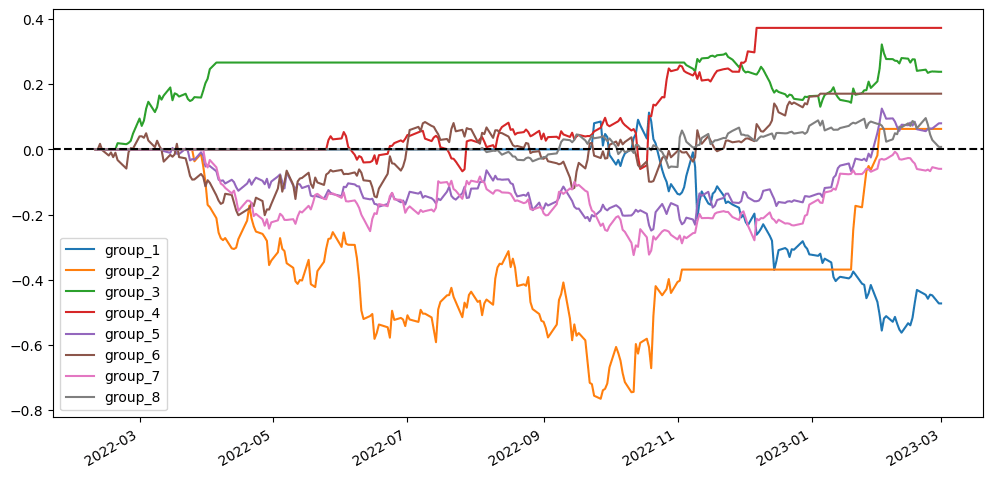 0.4
0.2
0.0
−0.2
−0.4
−0.6
−0.8
group_1
group_2
group_3
group_4
group_5
group_6
group_7
group_8
2022-03
2022-05
2022-07
2022-09
2022-11
2023-01
2023-03